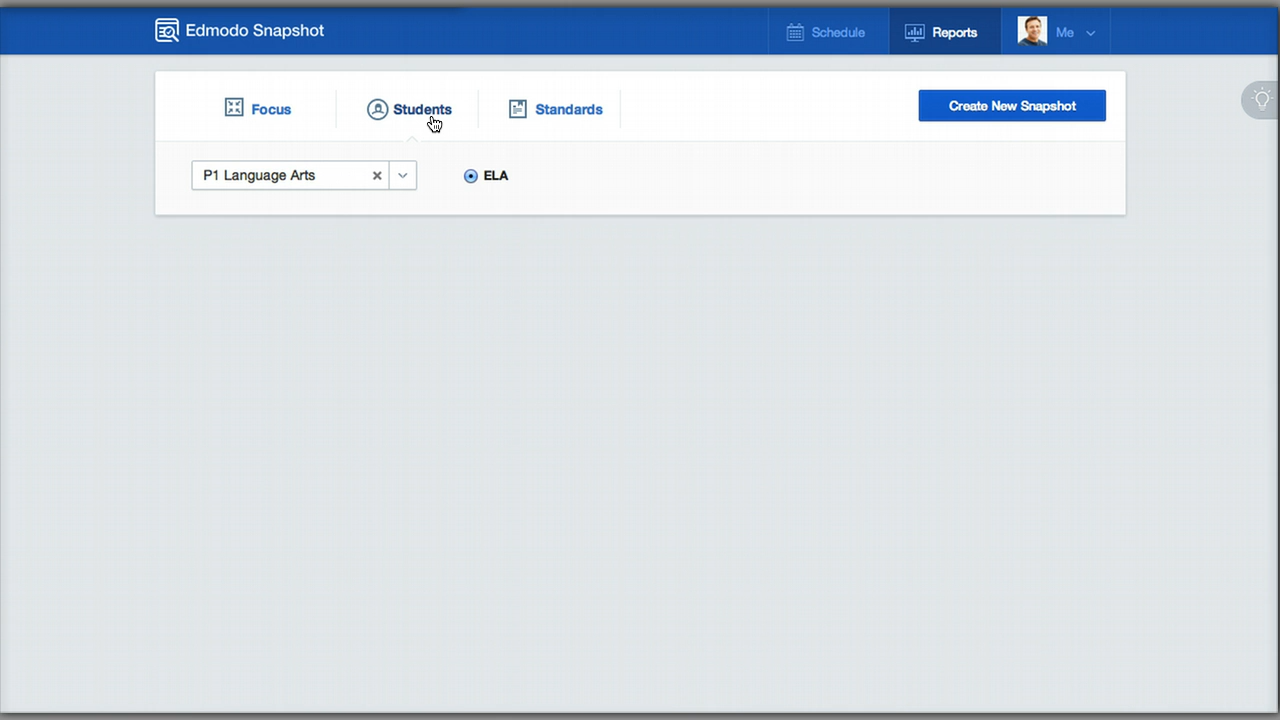 Edmodo Snapshot
Schedule
Reports
Me
Focus
Students
Standards
Create New Snapshot
P1 Language Arts
ELA